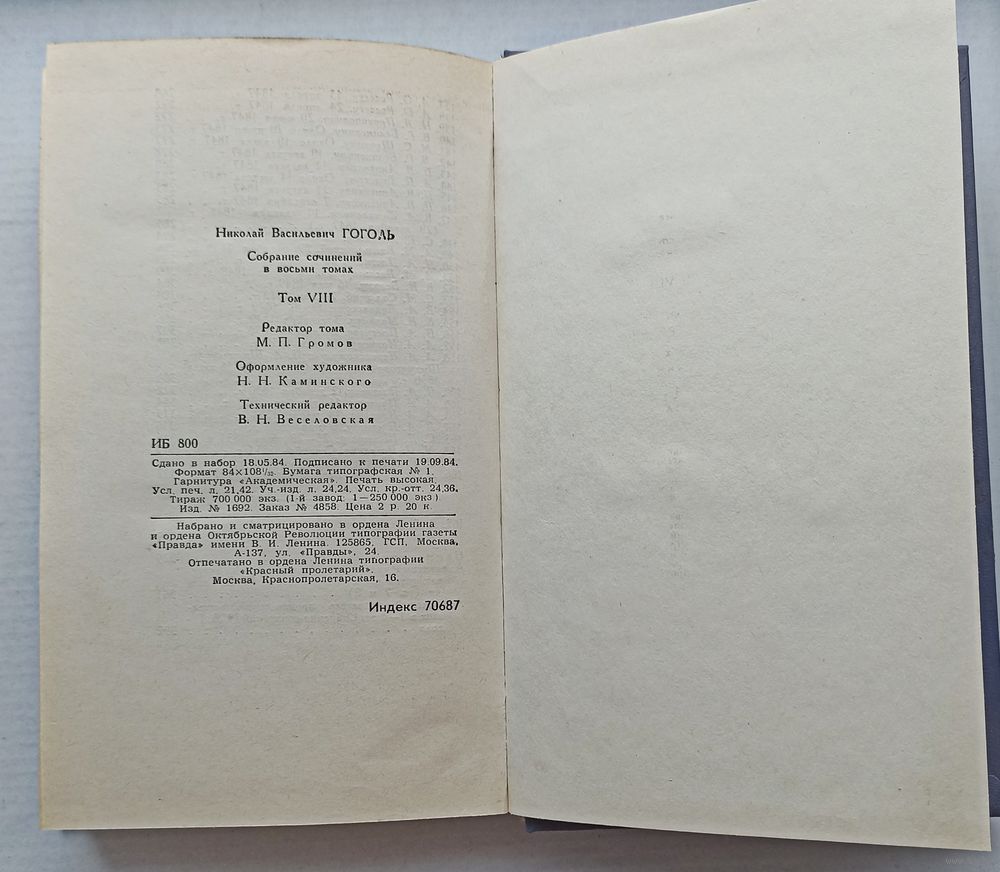 Николай Васильевич ГОГОЛЬ
Собрание сочинений
в восьми томах
Том VIII
Редактор тома
М. П. Громов
Оформление художника
Н. Н. Каминского
Технический редактор
В. Н. Веселовская
ИБ 800
Сдано в набор 18.05.84. Подписано к печати 19.09.84.
Формат 84×108¹/₃₂. Бумага типографская № 1.
Гарнитура «Академическая». Печать высокая.
Усл. печ. л. 21,42. Уч.-изд. л. 24,24. Усл. кр.-отт. 24,36.
Тираж 700 000 экз. (1-й завод: 1—250 000 экз.).
Изд. № 1692. Заказ № 4858. Цена 2 р. 20 к.
Набрано и сматрицировано в ордена Ленина
и ордена Октябрьской Революции типографии газеты
«Правда» имени В. И. Ленина. 125865, ГСП, Москва,
А-137, ул. «Правды», 24.
Отпечатано в ордена Ленина типографии
«Красный пролетарий».
Москва, Краснопролетарская, 16.
Индекс 70687